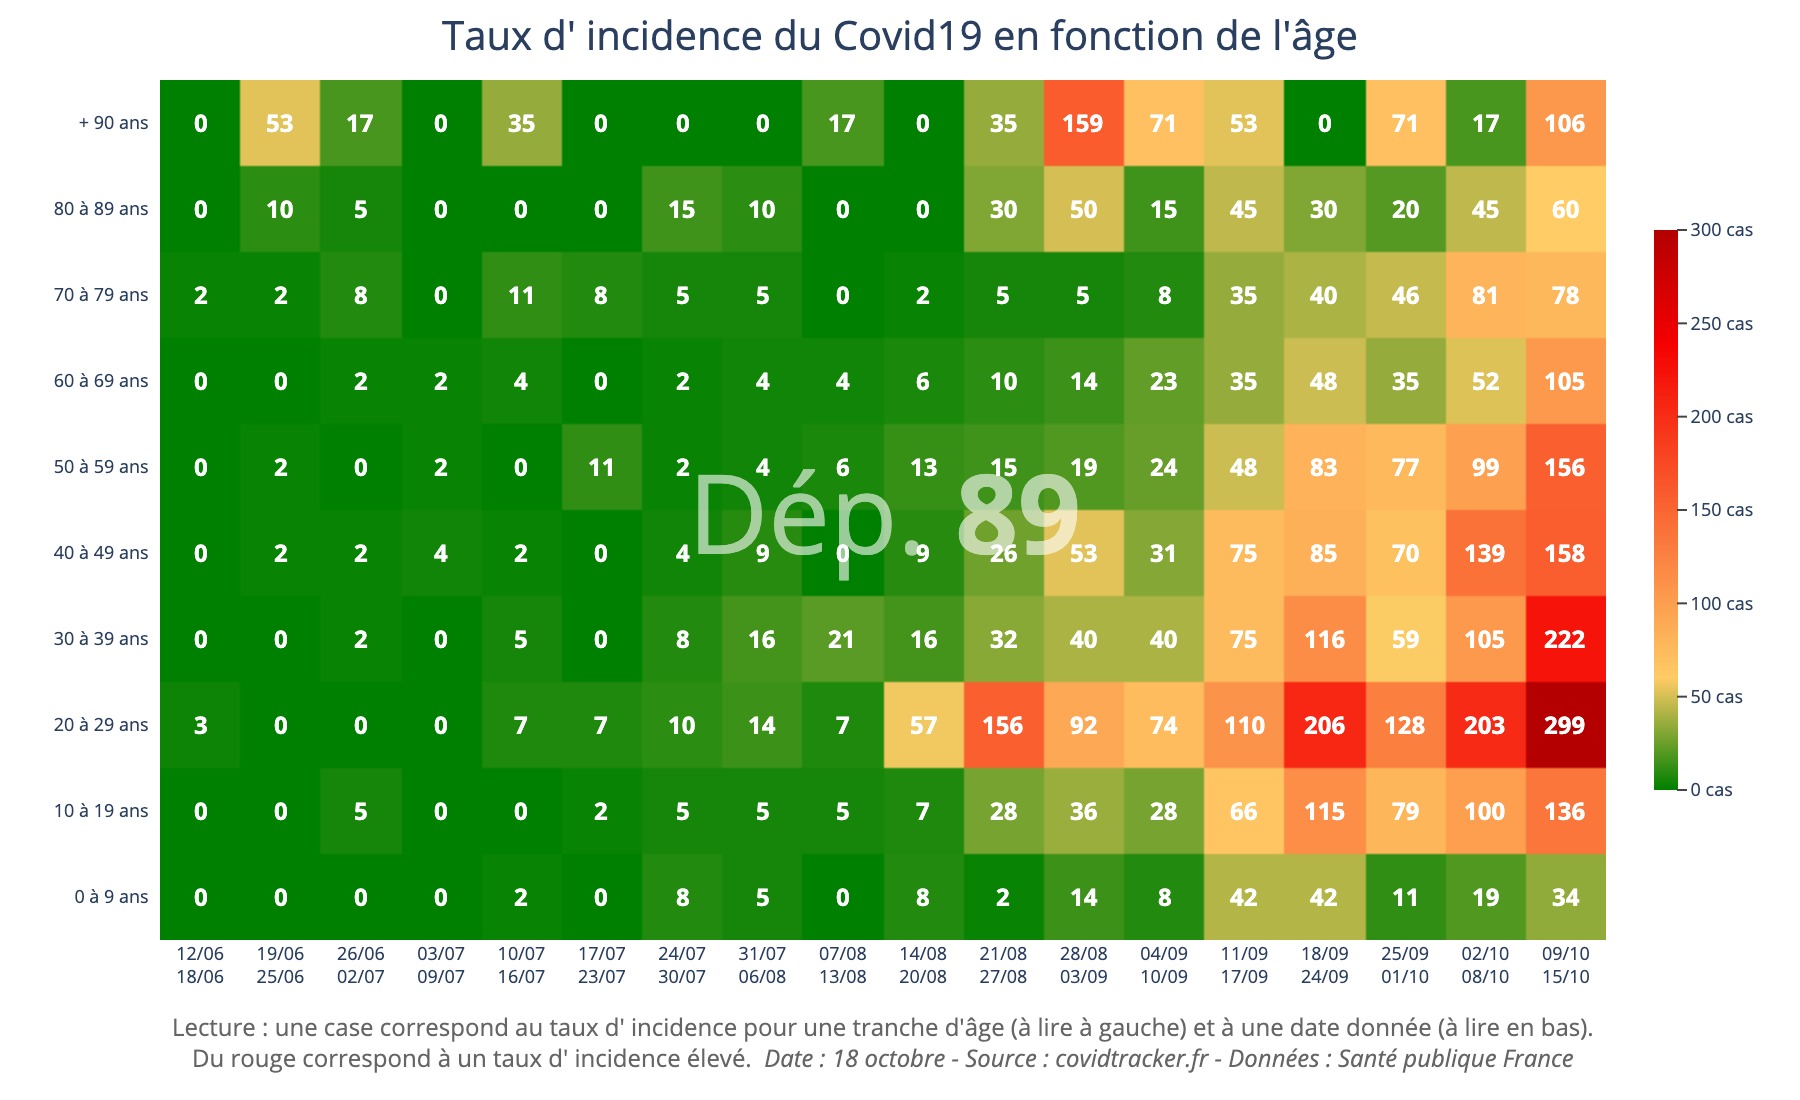 Taux d' incidence du Covid19 en fonction de l'âge
+ 90 ans 0 53 17 0 35 0 0 0 17 0 35 159 71 53 0 71 17 106
80 à 89 ans 0 10 5 0 0 0 15 10 0 0 30 50 15 45 30 20 45 60
70 à 79 ans 2 2 8 0 11 8 5 5 0 2 5 5 8 35 40 46 81 78
60 à 69 ans 0 0 2 2 4 0 2 4 4 6 10 14 23 35 48 35 52 105
50 à 59 ans 0 2 0 2 0 11 2 4 6 13 15 19 24 48 83 77 99 156
Dép. 89
40 à 49 ans 0 2 2 4 2 0 4 9 0 9 26 53 31 75 85 70 139 158
30 à 39 ans 0 0 2 0 5 0 8 16 21 16 32 40 40 75 116 59 105 222
20 à 29 ans 3 0 0 0 7 7 10 14 7 57 156 92 74 110 206 128 203 299
10 à 19 ans 0 0 5 0 0 2 5 5 5 7 28 36 28 66 115 79 100 136
0 à 9 ans 0 0 0 0 2 0 8 5 0 8 2 14 8 42 42 11 19 34
12/06 19/06 26/06 03/07 10/07 17/07 24/07 31/07 07/08 14/08 21/08 28/08 04/09 11/09 18/09 25/09 02/10 09/10
18/06 25/06 02/07 09/07 16/07 23/07 30/07 06/08 13/08 20/08 27/08 03/09 10/09 17/09 24/09 01/10 08/10 15/10
300 cas
250 cas
200 cas
150 cas
100 cas
50 cas
0 cas
Lecture : une case correspond au taux d' incidence pour une tranche d'âge (à lire à gauche) et à une date donnée (à lire en bas).
Du rouge correspond à un taux d' incidence élevé. Date : 18 octobre - Source : covidtracker.fr - Données : Santé publique France